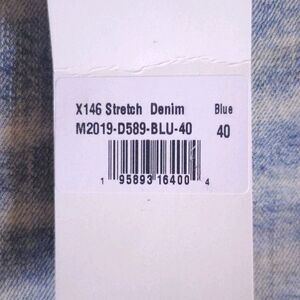 X146 Stretch Denim Blue
M2019-D589-BLU-40 40
1 95893 16400 4